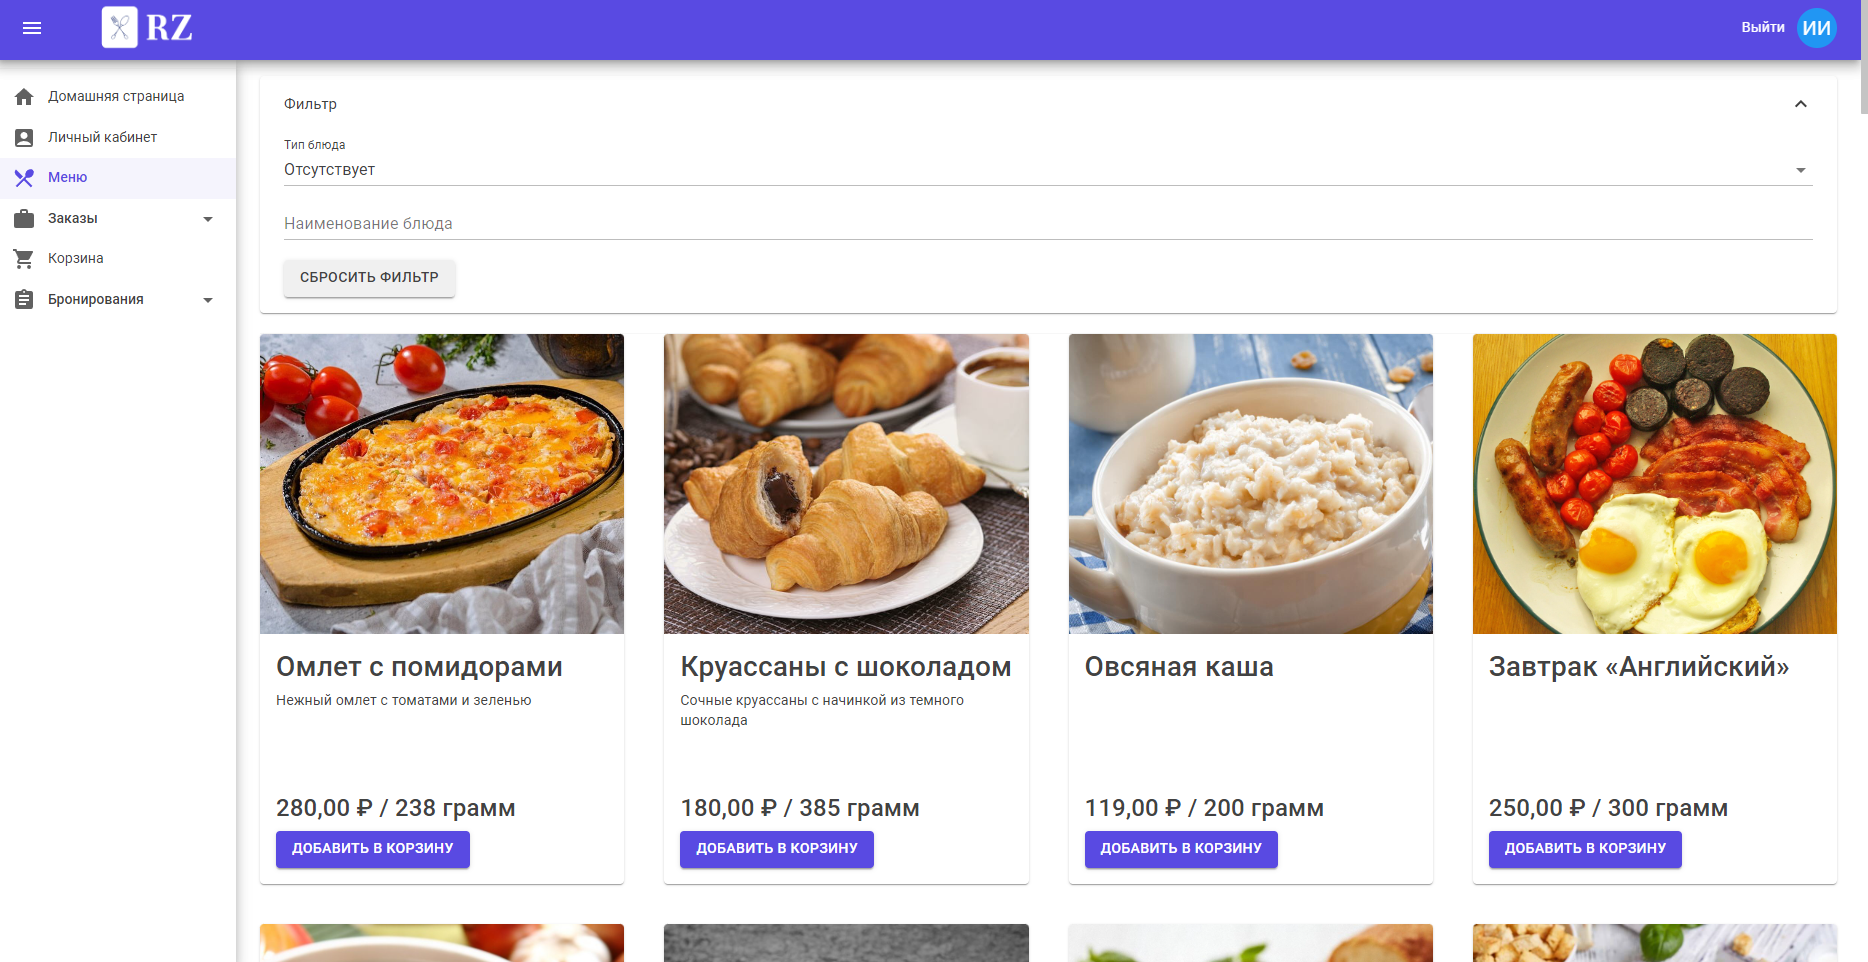 RZ
Выйти
ИИ
Домашняя страница
Личный кабинет
Меню
Заказы
Корзина
Бронирования
Фильтр
Тип блюда
Отсутствует
Наименование блюда
СБРОСИТЬ ФИЛЬТР
Омлет с помидорами
Нежный омлет с томатами и зеленью
280,00 ₽ / 238 грамм
ДОБАВИТЬ В КОРЗИНУ
Круассаны с шоколадом
Сочные круассаны с начинкой из темного
шоколада
180,00 ₽ / 385 грамм
ДОБАВИТЬ В КОРЗИНУ
Овсяная каша
119,00 ₽ / 200 грамм
ДОБАВИТЬ В КОРЗИНУ
Завтрак «Английский»
250,00 ₽ / 300 грамм
ДОБАВИТЬ В КОРЗИНУ